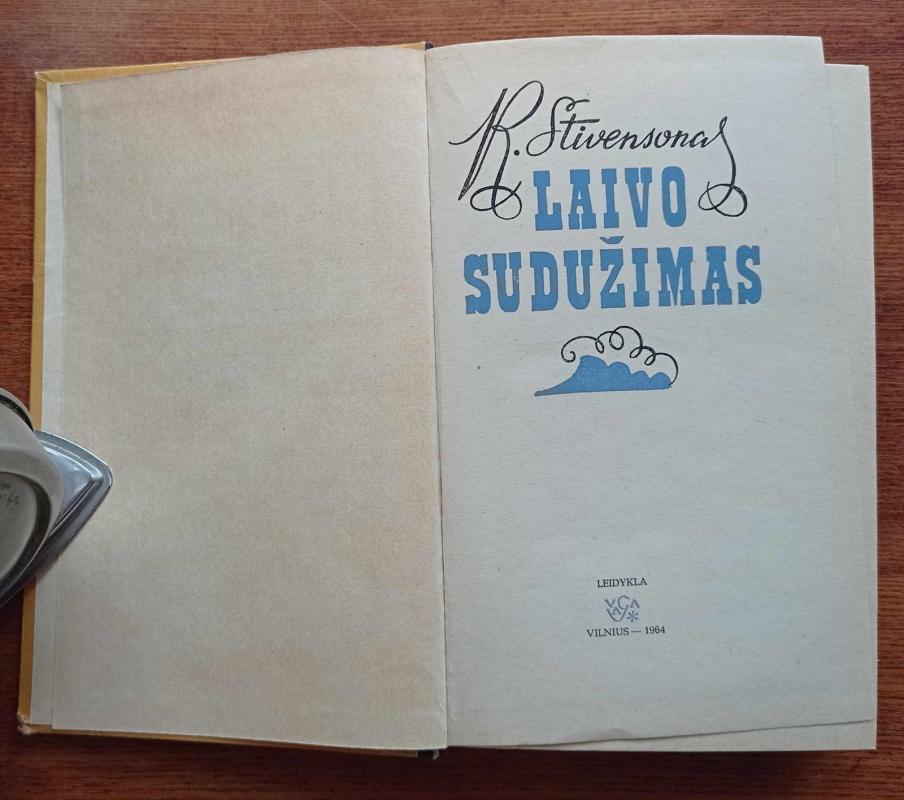 R. Stivensonas
LAIVO
SUDUŽIMAS
LEIDYKLA
VAGA
VILNIUS — 1964